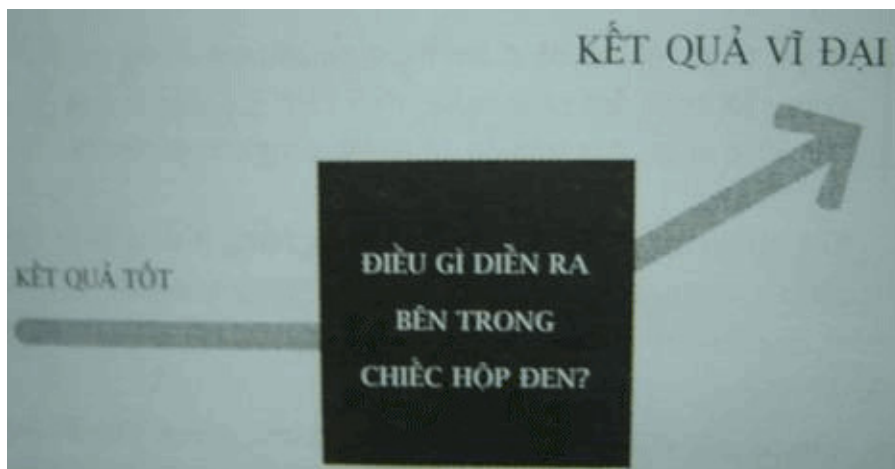 KẾT QUẢ VĨ ĐẠI
KẾT QUẢ TỐT
ĐIỀU GÌ DIỄN RA
BÊN TRONG
CHIẾC HỘP ĐEN?